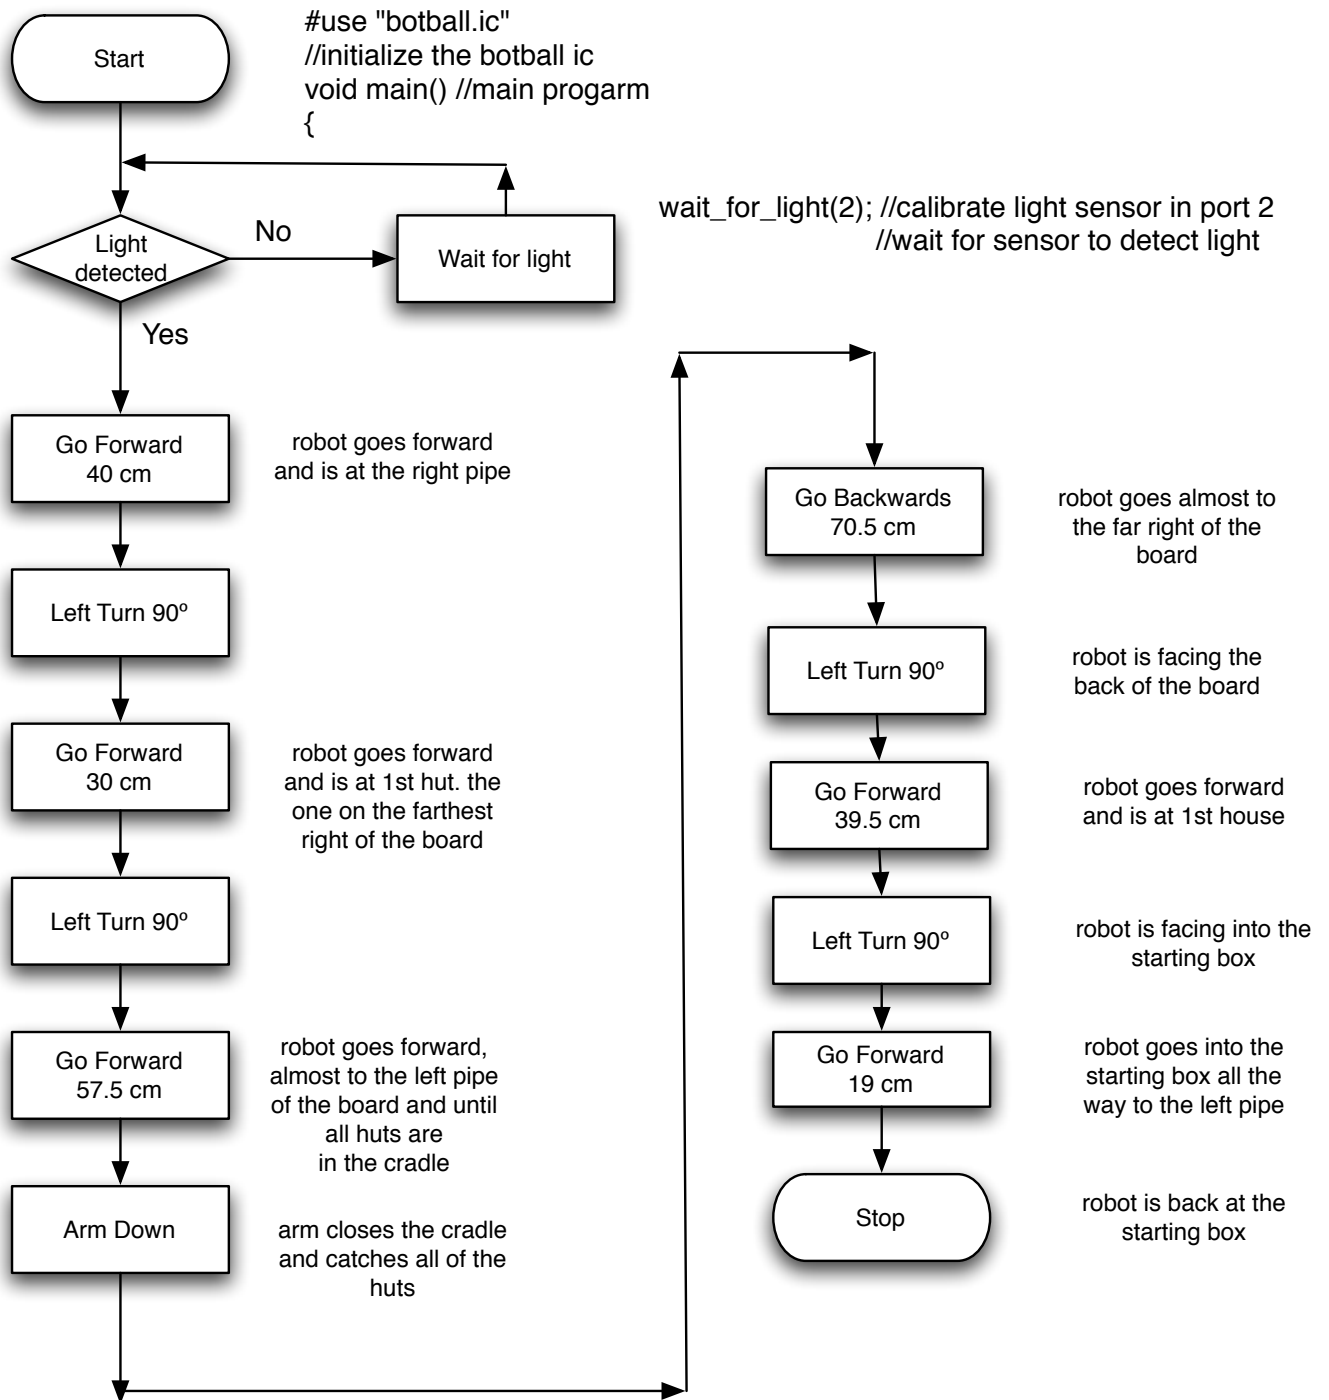 Start
#use "botball.ic"
//initialize the botball ic
void main() //main progarm
{
Light
detected
No
Wait for light
wait_for_light(2); //calibrate light sensor in port 2
//wait for sensor to detect light
Yes
Go Forward
40 cm
robot goes forward
and is at the right pipe
Left Turn 90º
Go Forward
30 cm
robot goes forward
and is at 1st hut. the
one on the farthest
right of the board
Left Turn 90º
Go Forward
57.5 cm
robot goes forward,
almost to the left pipe
of the board and until
all huts are
in the cradle
Arm Down
arm closes the cradle
and catches all of the
huts
Go Backwards
70.5 cm
robot goes almost to
the far right of the
board
Left Turn 90º
robot is facing the
back of the board
Go Forward
39.5 cm
robot goes forward
and is at 1st house
Left Turn 90º
robot is facing into the
starting box
Go Forward
19 cm
robot goes into the
starting box all the
way to the left pipe
Stop
robot is back at the
starting box